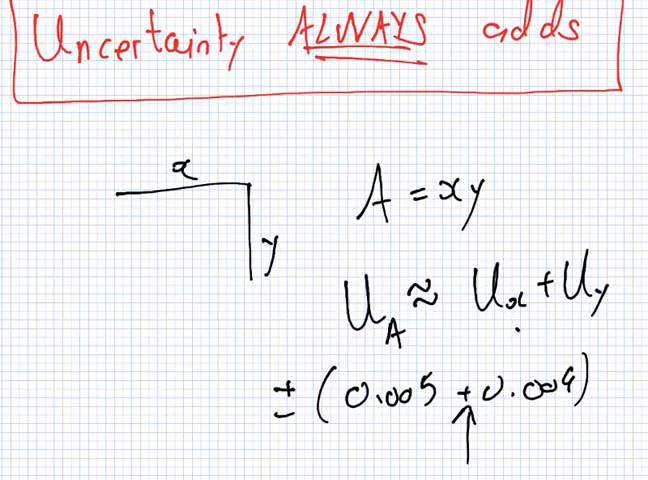 Uncertainty ALWAYS adds
x
A = xy
y
U_A ≈ U_x + U_y
± (0.005 + 0.004)